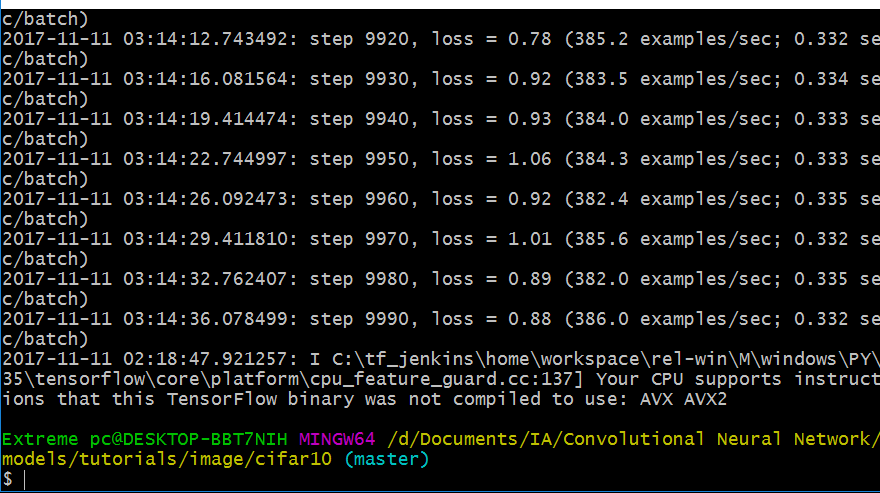 c/batch)
2017-11-11 03:14:12.743492: step 9920, loss = 0.78 (385.2 examples/sec; 0.332 se
c/batch)
2017-11-11 03:14:16.081564: step 9930, loss = 0.92 (383.5 examples/sec; 0.334 se
c/batch)
2017-11-11 03:14:19.414474: step 9940, loss = 0.93 (384.0 examples/sec; 0.333 se
c/batch)
2017-11-11 03:14:22.744997: step 9950, loss = 1.06 (384.3 examples/sec; 0.333 se
c/batch)
2017-11-11 03:14:26.092473: step 9960, loss = 0.92 (382.4 examples/sec; 0.335 se
c/batch)
2017-11-11 03:14:29.411810: step 9970, loss = 1.01 (385.6 examples/sec; 0.332 se
c/batch)
2017-11-11 03:14:32.762407: step 9980, loss = 0.89 (382.0 examples/sec; 0.335 se
c/batch)
2017-11-11 03:14:36.078499: step 9990, loss = 0.88 (386.0 examples/sec; 0.332 se
c/batch)
2017-11-11 02:18:47.921257: I C:\tf_jenkins\home\workspace\rel-win\M\windows\PY\
35\tensorflow\core\platform\cpu_feature_guard.cc:137] Your CPU supports instruct
ions that this TensorFlow binary was not compiled to use: AVX AVX2
Extreme pc@DESKTOP-BBT7NIH MINGW64 /d/Documents/IA/Convolutional Neural Network/
models/tutorials/image/cifar10 (master)
$